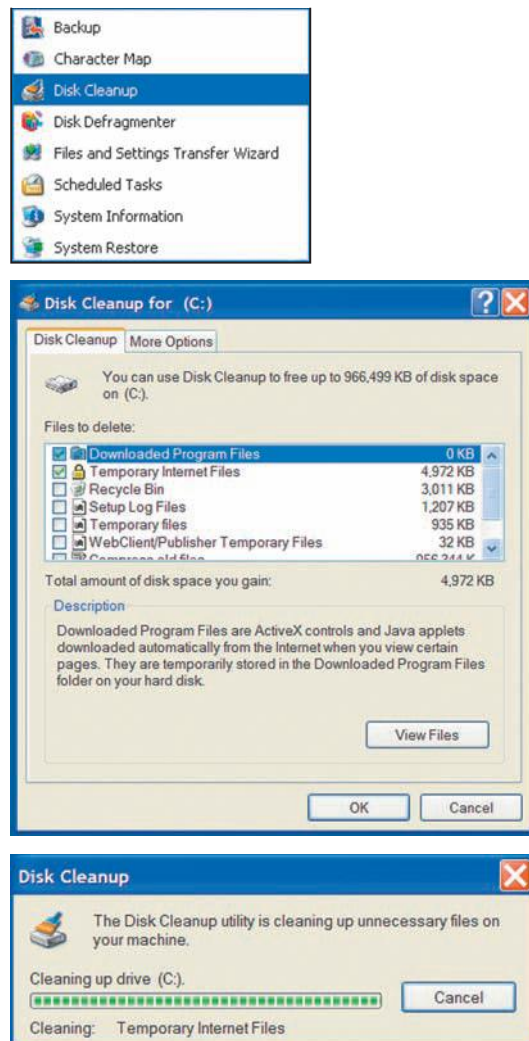 Backup
Character Map
Disk Cleanup
Disk Defragmenter
Files and Settings Transfer Wizard
Scheduled Tasks
System Information
System Restore
Disk Cleanup for (C:)
Disk Cleanup More Options
You can use Disk Cleanup to free up to 966,499 KB of disk space
on (C:).
Files to delete:
Downloaded Program Files 0 KB
Temporary Internet Files 4,972 KB
Recycle Bin 3,011 KB
Setup Log Files 1,207 KB
Temporary files 935 KB
WebClient/Publisher Temporary Files 32 KB
Compress old files
Total amount of disk space you gain: 4,972 KB
Description
Downloaded Program Files are ActiveX controls and Java applets
downloaded automatically from the Internet when you view certain
pages. They are temporarily stored in the Downloaded Program Files
folder on your hard disk.
View Files
OK Cancel
Disk Cleanup
The Disk Cleanup utility is cleaning up unnecessary files on
your machine.
Cleaning up drive (C:).
Cancel
Cleaning: Temporary Internet Files